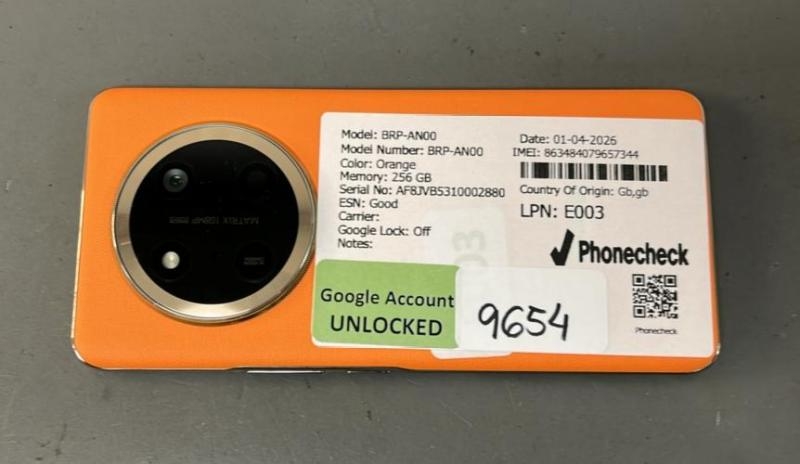 Model: BRP-AN00
Model Number: BRP-AN00
Color: Orange
Memory: 256 GB
Serial No: AF8JVB5310002880
ESN: Good
Carrier:
Google Lock: Off
Notes:
Date: 01-04-2026
IMEI: 863484079657344
Country Of Origin: Gb,gb
LPN: E003
Phonecheck
Phonecheck
Google Account
UNLOCKED
9654
MATRIX 108MP